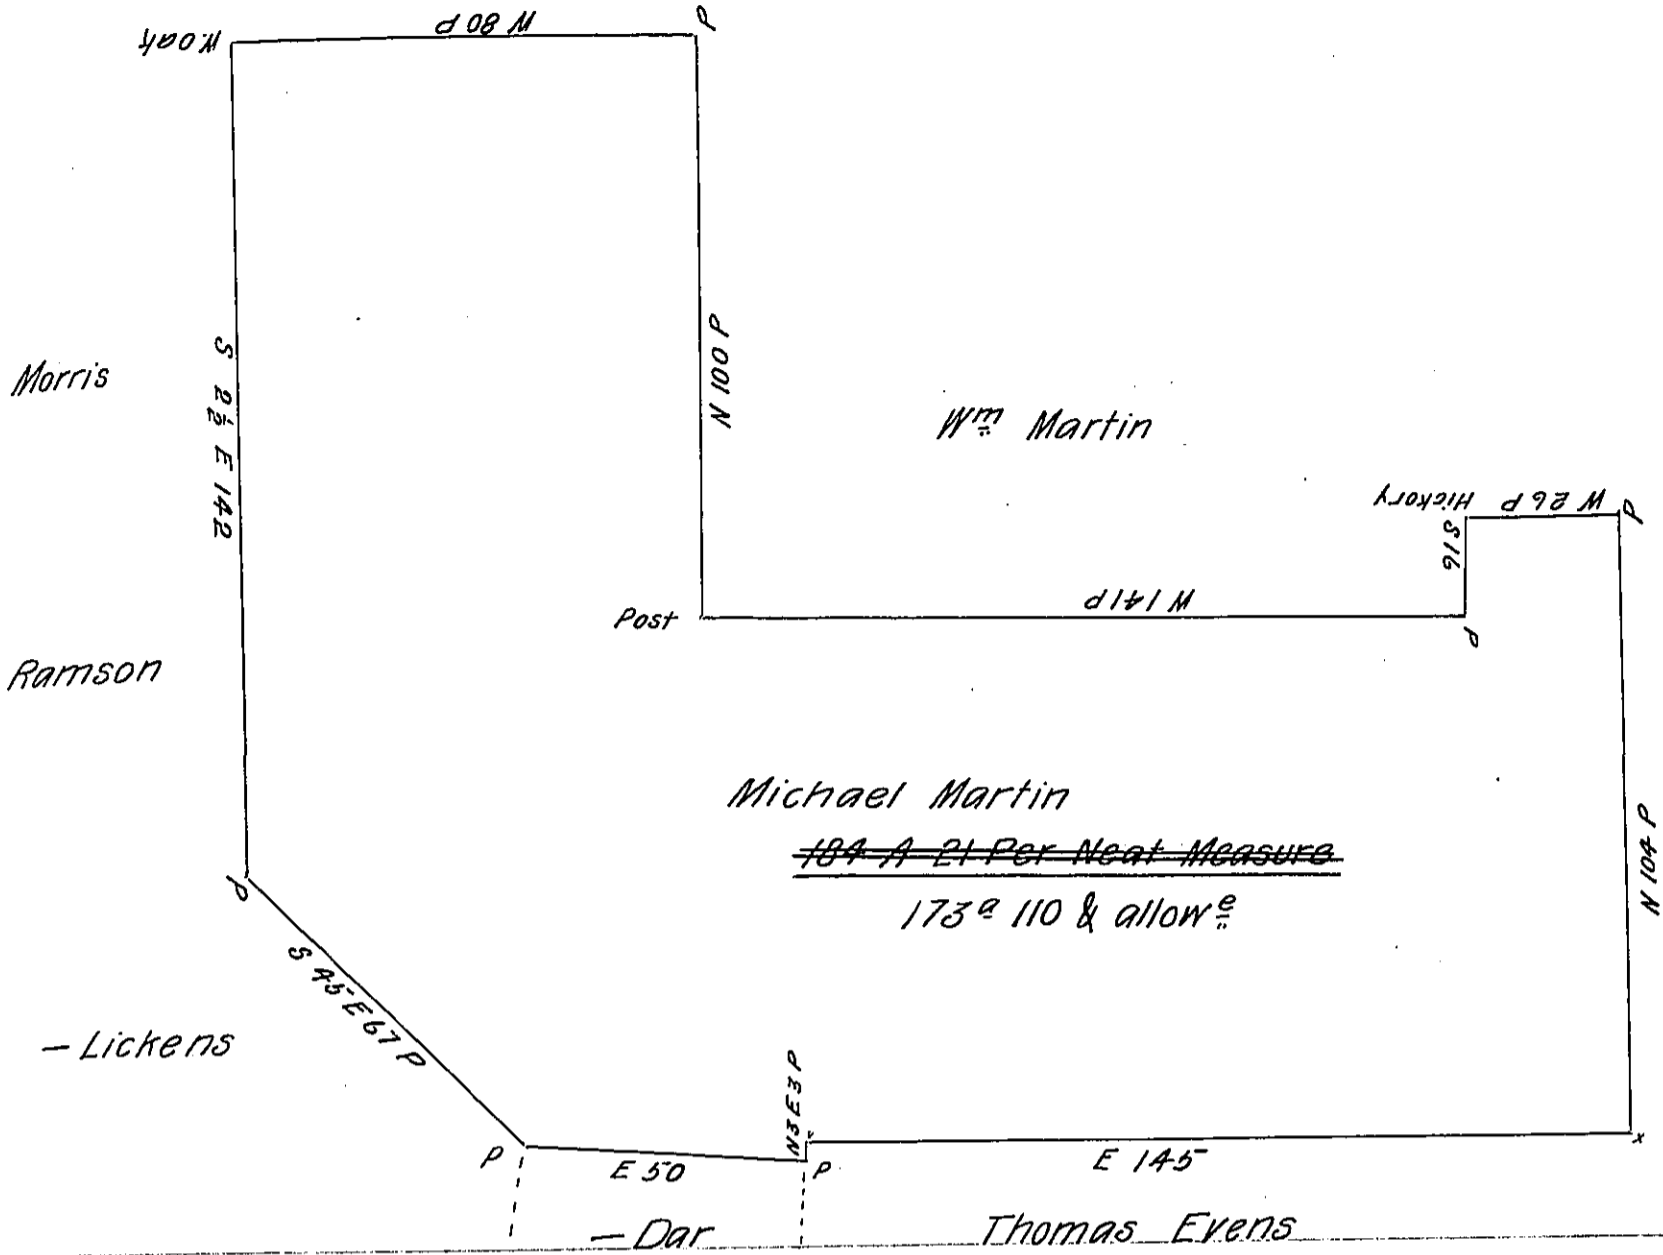 W.oak
W 80 P
P
S 2½ E 142
N 100 P
Morris
Wm Martin
Hickory
W 26 P
P
S 16
Post
W 141 P
P
Ramson
Michael Martin
184 A 21 Per Neat Measure
173a 110 & allowe
N 104 P
P
S 45 E 67 P
— Lickens
N 3 E 3 P
P
E 50
P
E 145
x
— Dar
Thomas Evens